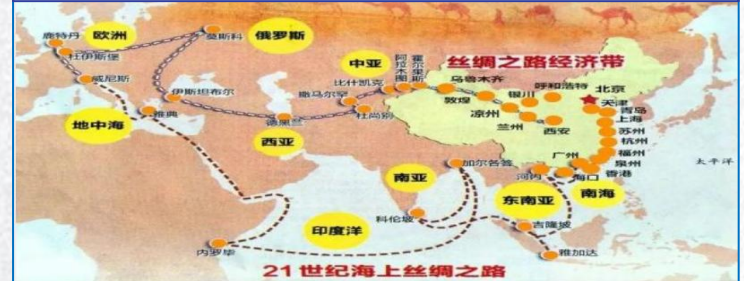 欧洲
俄罗斯
鹿特丹
杜伊斯堡
莫斯科
威尼斯
中亚
阿拉木图
霍尔果斯
丝绸之路经济带
比什凯克
乌鲁木齐
呼和浩特
北京
伊斯坦布尔
撒马尔罕
敦煌
银川
天津
青岛
地中海
雅典
德黑兰
杜尚别
凉州
兰州
西安
上海
苏州
杭州
西亚
福州
泉州
加尔各答
广州
河内
海口
香港
太平洋
南亚
东南亚
南海
科伦坡
印度洋
吉隆坡
内罗毕
雅加达
21世纪海上丝绸之路